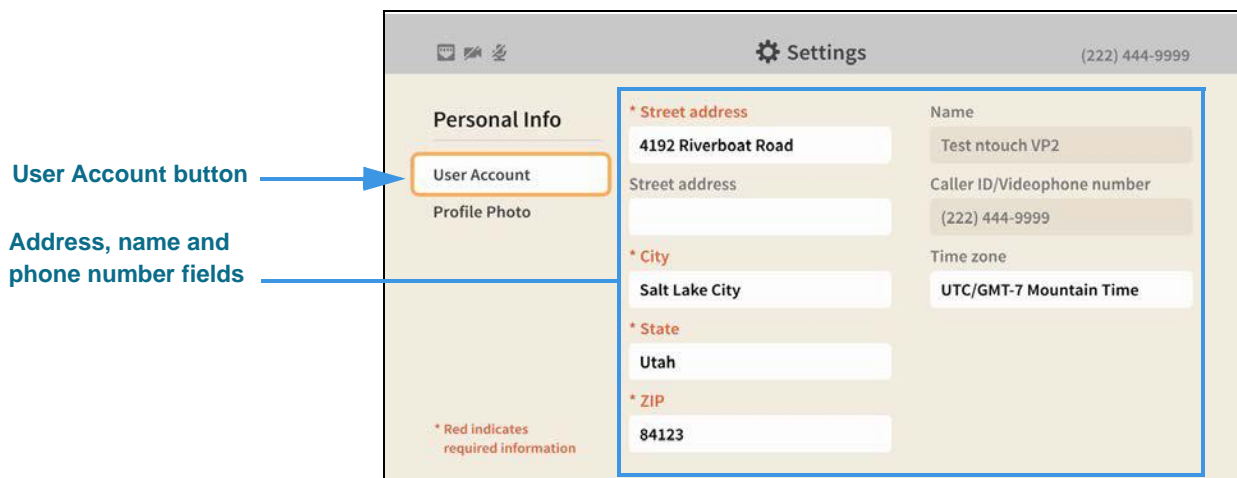 Settings
(222) 444-9999
Personal Info
User Account
Profile Photo
* Red indicates
required information
* Street address
4192 Riverboat Road
Street address
* City
Salt Lake City
* State
Utah
* ZIP
84123
Name
Test ntouch VP2
Caller ID/Videophone number
(222) 444-9999
Time zone
UTC/GMT-7 Mountain Time
User Account button
Address, name and
phone number fields